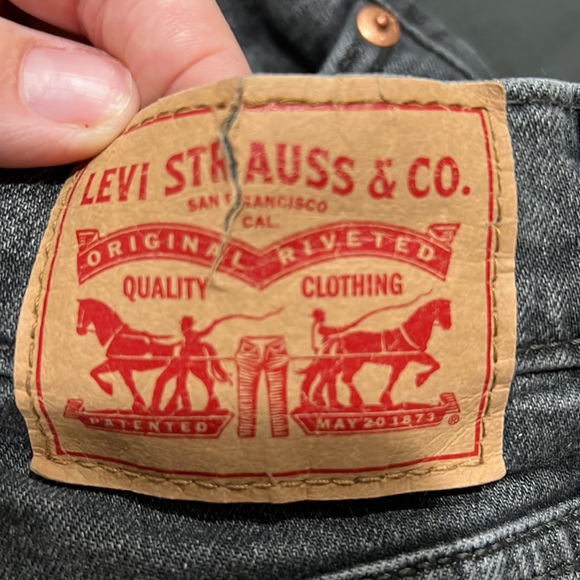 LEVI STRAUSS & CO.
SAN FRANCISCO
CAL.
ORIGINAL RIVETED
QUALITY CLOTHING
PATENTED MAY 20 1873 ®